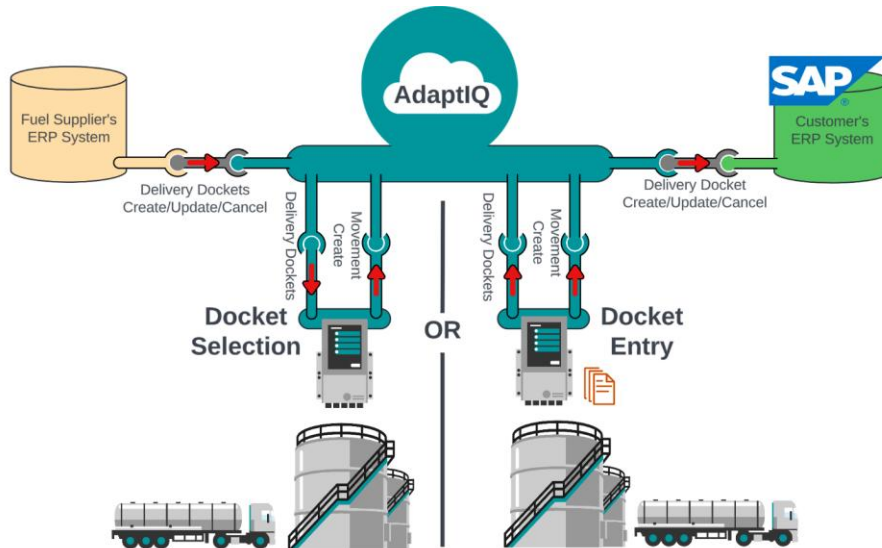 AdaptIQ
Fuel Supplier's
ERP System
SAP
®
Customer's
ERP System
Delivery Dockets
Create/Update/Cancel
Delivery Docket
Create/Update/Cancel
Delivery Dockets
Movement
Create
Delivery Dockets
Movement
Create
Docket
Selection
OR
Docket
Entry